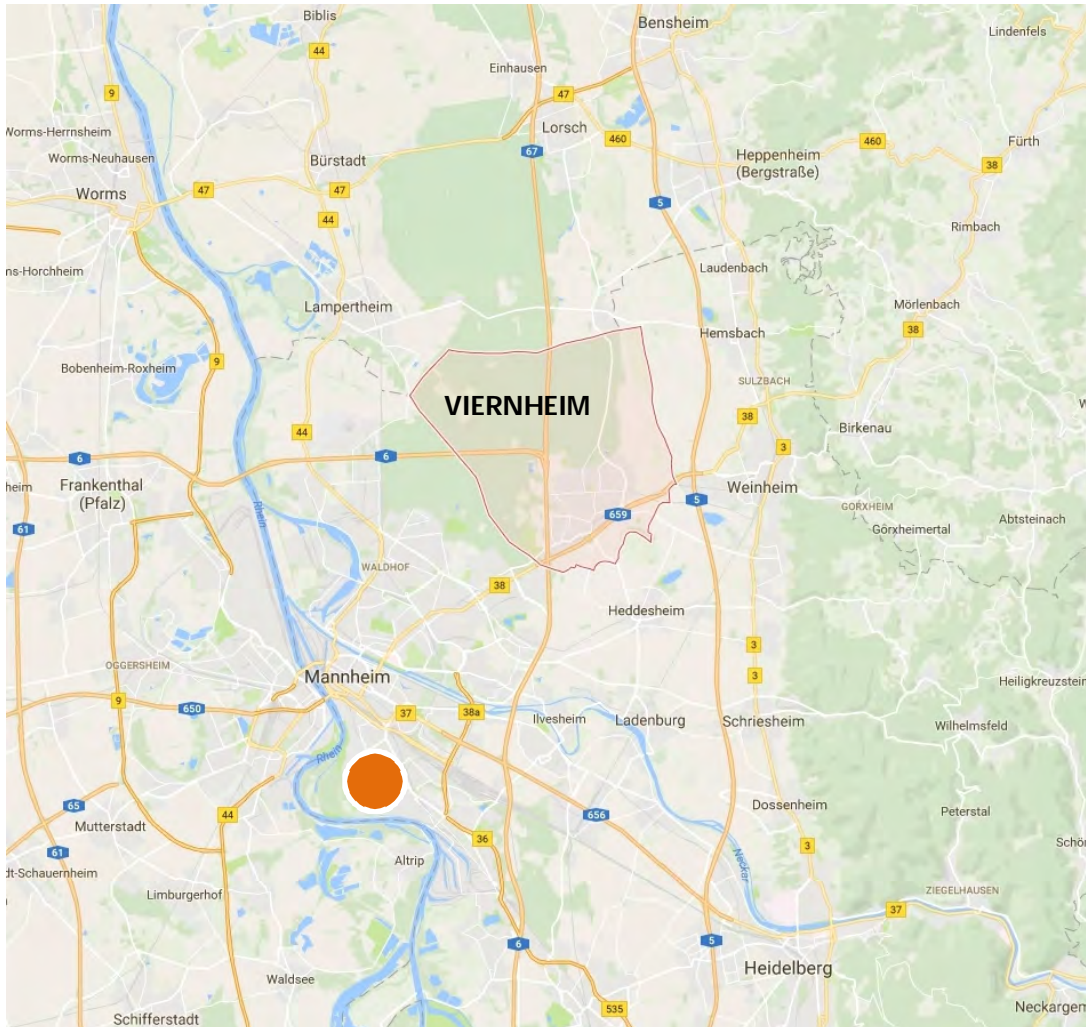 Biblis
Bensheim
Lindenfels
44
Einhausen
9
47
Worms-Herrnsheim
Lorsch
460
Fürth
Worms-Neuhausen
Bürstadt
67
Heppenheim
(Bergstraße)
460
38
Worms
47
47
5
44
Rimbach
ms-Horchheim
Laudenbach
Lampertheim
Mörlenbach
Hemsbach
38
Bobenheim-Roxheim
9
SULZBACH
VIERNHEIM
38
Birkenau
44
3
6
6
Frankenthal
(Pfalz)
heim
Weinheim
5
GORXHEIM
61
Rhein
659
Abtsteinach
Görxheimertal
WALDHOF
38
Heddesheim
3
OGGERSHEIM
Mannheim
3
Heiligkreuzstein
9
650
37
38a
Ilvesheim
Ladenburg
Schriesheim
Wilhelmsfeld
Rhein
65
Dossenheim
Peterstal
44
656
Mutterstadt
36
3
Schön
61
Altrip
Neckar
dt-Schauernheim
Limburgerhof
ZIEGELHAUSEN
37
6
5
Waldsee
Heidelberg
535
Neckargem
Schifferstadt